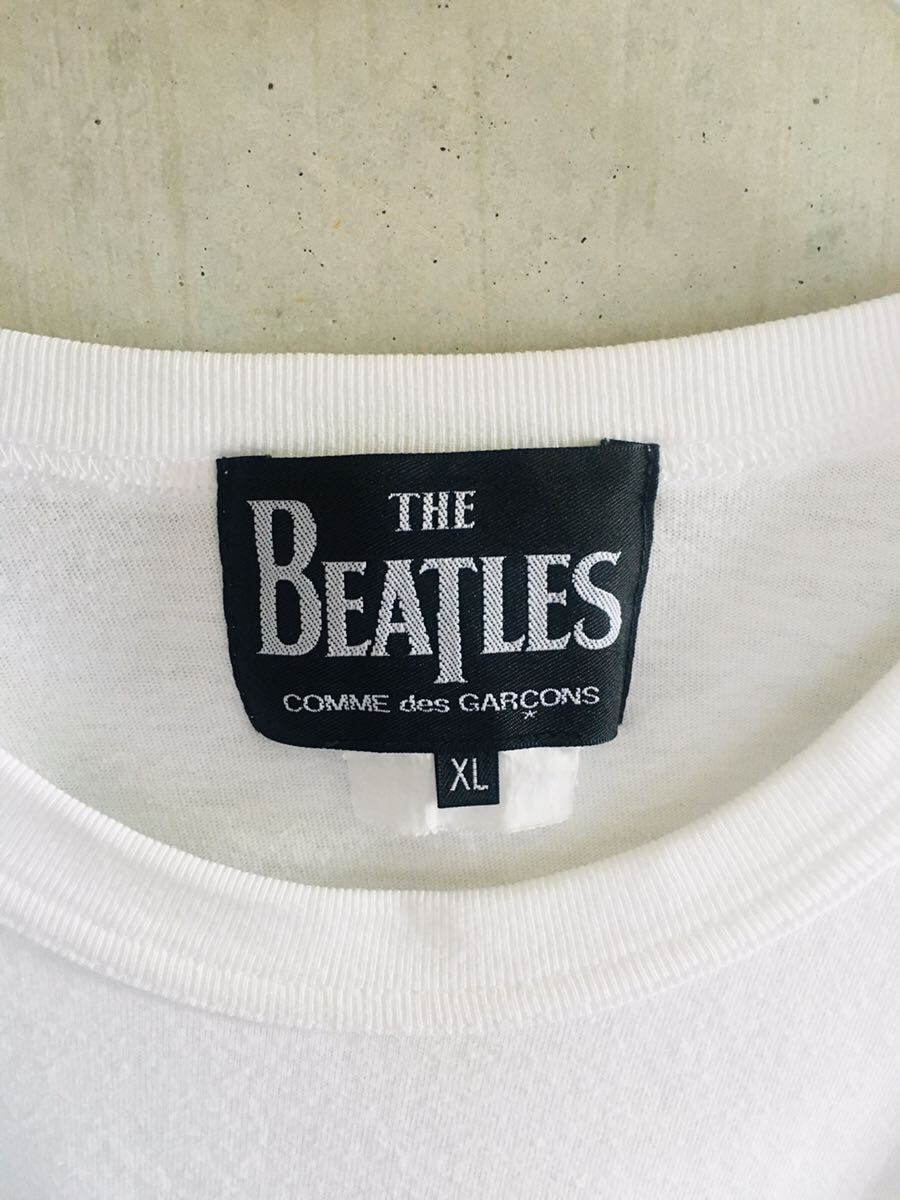 THE
BEATLES
COMME des GARÇONS
*
XL